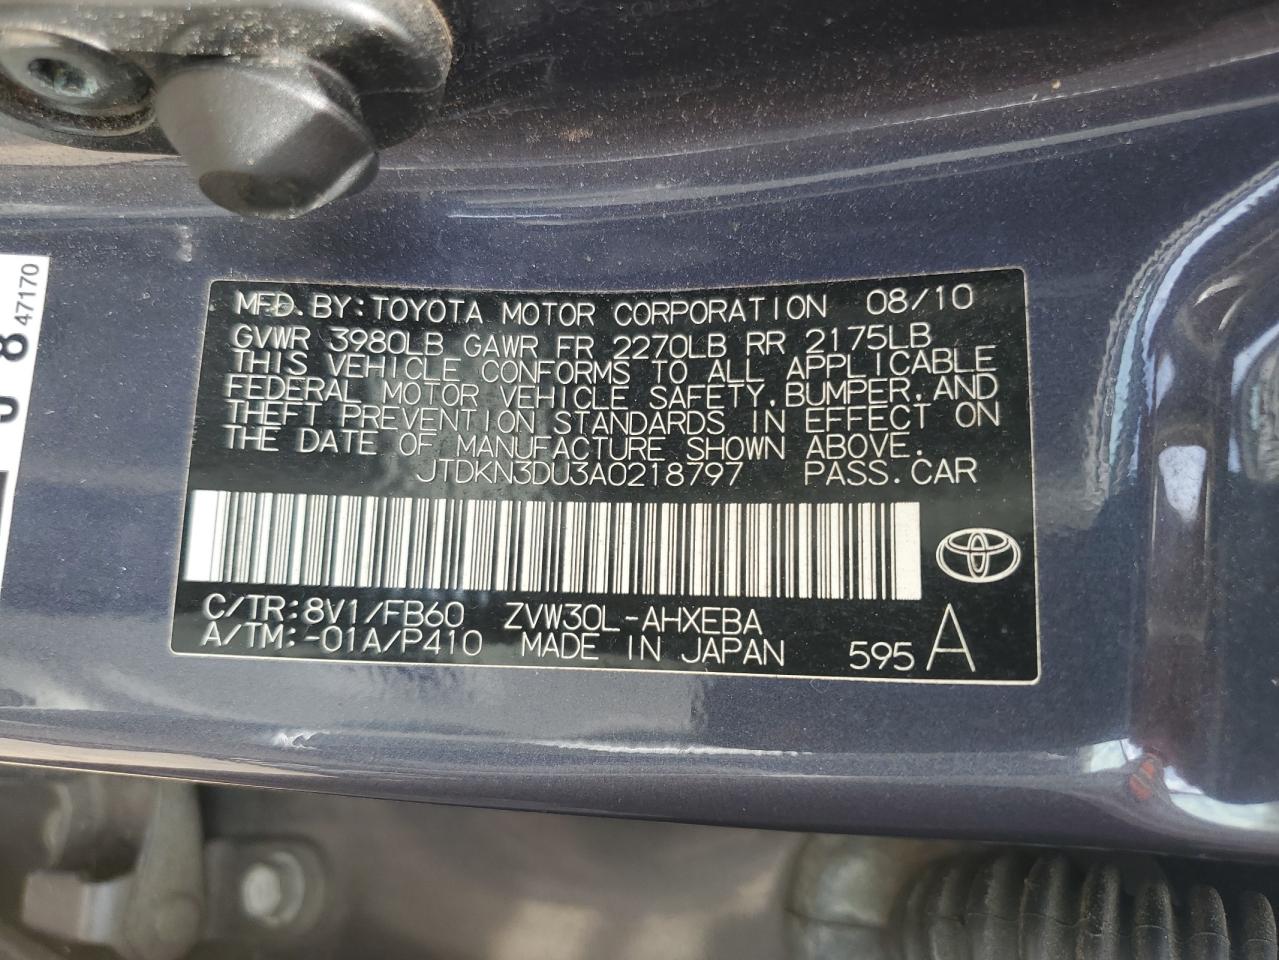 MFD. BY: TOYOTA MOTOR CORPORATION 08/10
GVWR 3980LB GAWR FR 2270LB RR 2175LB
THIS VEHICLE CONFORMS TO ALL APPLICABLE
FEDERAL MOTOR VEHICLE SAFETY, BUMPER, AND
THEFT PREVENTION STANDARDS IN EFFECT ON
THE DATE OF MANUFACTURE SHOWN ABOVE.
JTDKN3DU3A0218797 PASS. CAR
C/TR:8V1/FB60 ZVW30L-AHXEBA
A/TM:-01A/P410 MADE IN JAPAN 595 A
8
47170